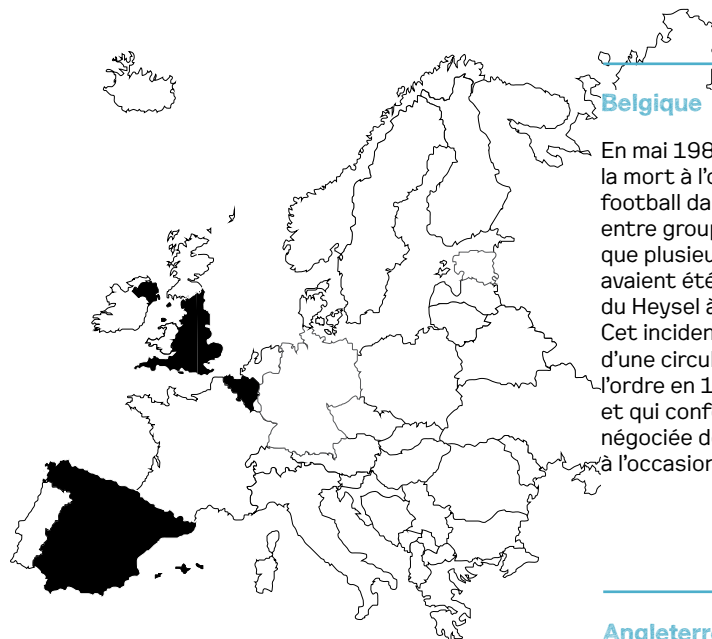 Belgique
En mai 198
la mort à l'o
football da
entre group
que plusieu
avaient été
du Heysel à
Cet inciden
d'une circul
l'ordre en 1
et qui conf
négociée d
à l'occasion
Angleterre